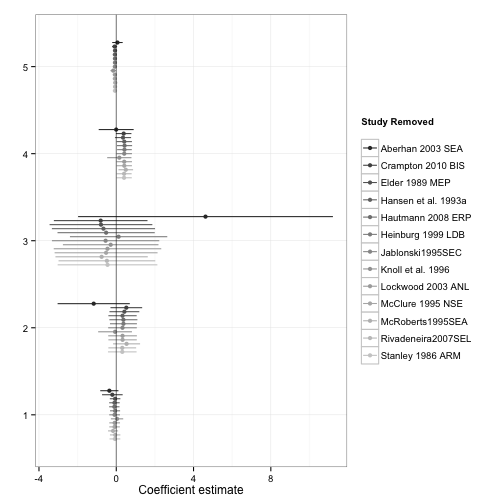 5
4
3
2
1
-4
0
4
8
Coefficient estimate
Study Removed
Aberhan 2003 SEA
Crampton 2010 BIS
Elder 1989 MEP
Hansen et al. 1993a
Hautmann 2008 ERP
Heinburg 1999 LDB
Jablonski1995SEC
Knoll et al. 1996
Lockwood 2003 ANL
McClure 1995 NSE
McRoberts1995SEA
Rivadeneira2007SEL
Stanley 1986 ARM